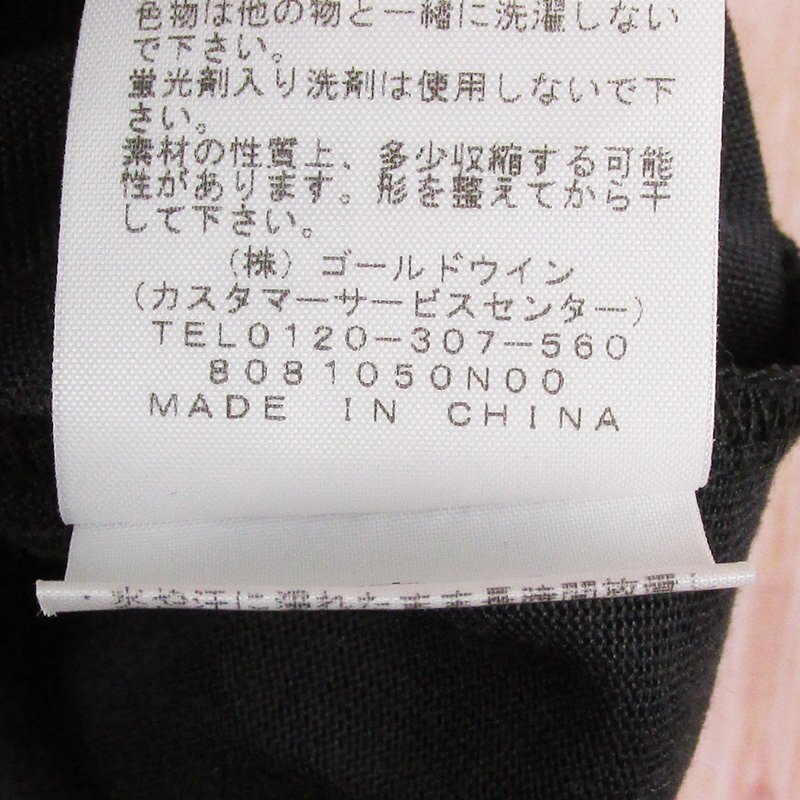 色物は他の物と一緒に洗濯しない
で下さい。
蛍光剤入り洗剤は使用しないで下
さい。
素材の性質上、多少収縮する可能
性があります。形を整えてから干
して下さい。
(株)ゴールドウイン
(カスタマーサービスセンター)
TEL0120-307-560
8081050N00
MADE IN CHINA